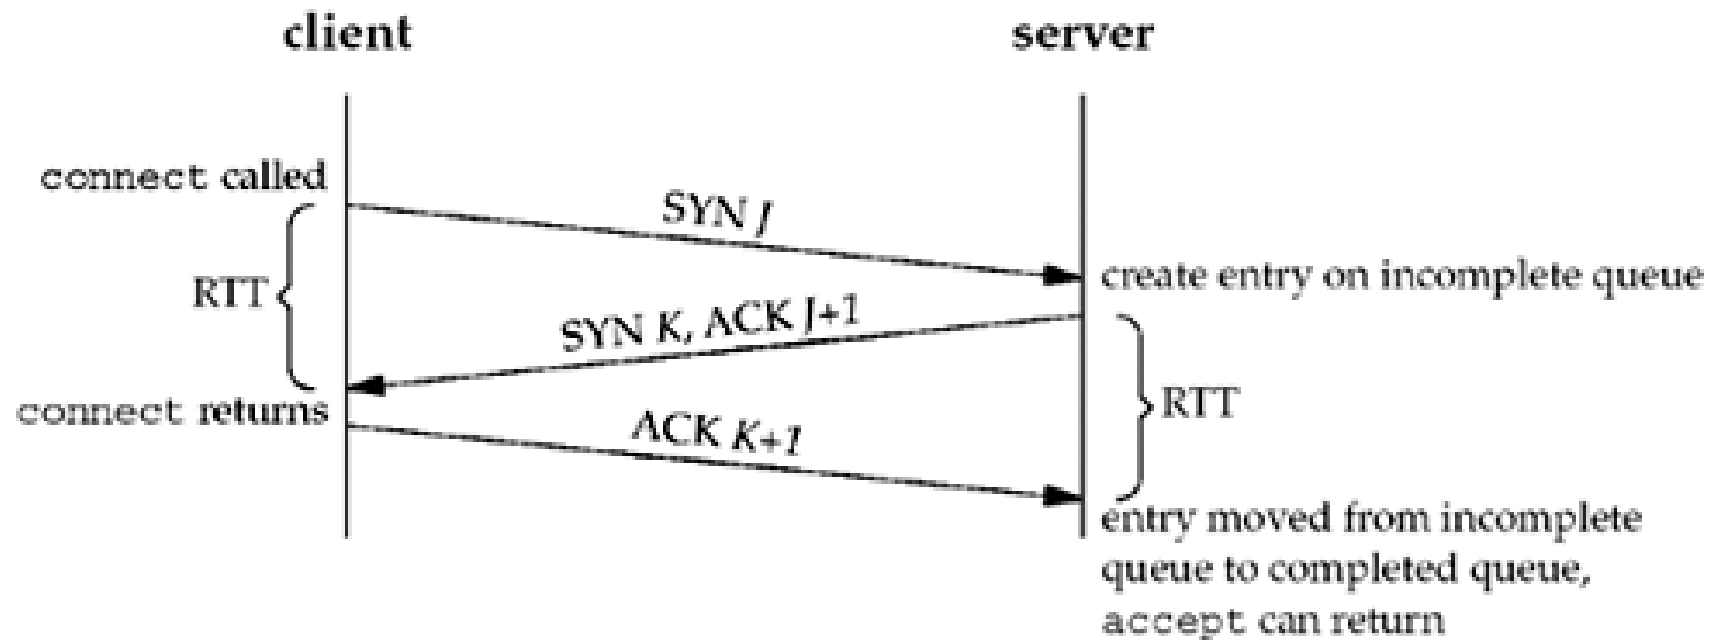 client
server
connect called
SYN J
RTT
create entry on incomplete queue
SYN K, ACK J+1
connect returns
RTT
ACK K+1
entry moved from incomplete
queue to completed queue,
accept can return